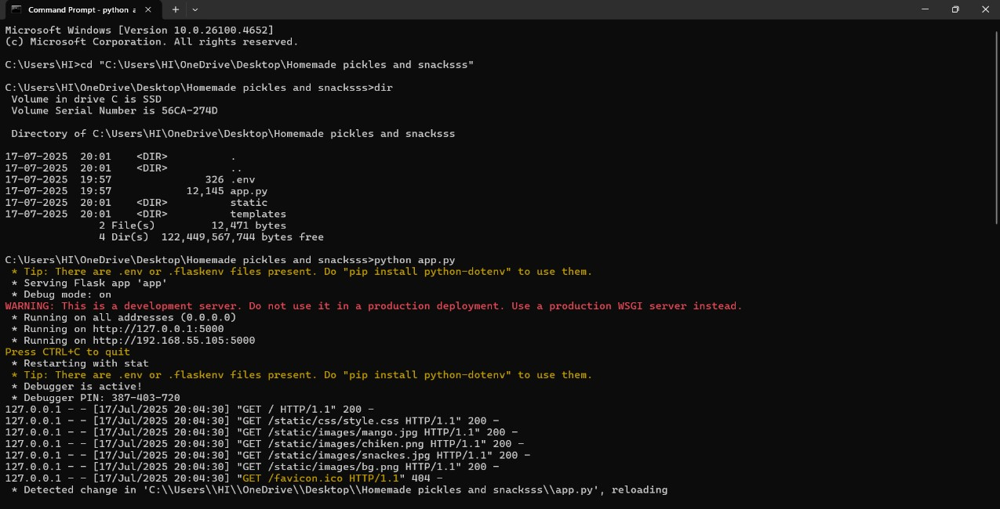 Command Prompt - python a
Microsoft Windows [Version 10.0.26100.4652]
(c) Microsoft Corporation. All rights reserved.
C:\Users\HI>cd "C:\Users\HI\OneDrive\Desktop\Homemade pickles and snacksss"
C:\Users\HI\OneDrive\Desktop\Homemade pickles and snacksss>dir
 Volume in drive C is SSD
 Volume Serial Number is 56CA-274D
 Directory of C:\Users\HI\OneDrive\Desktop\Homemade pickles and snacksss
17-07-2025  20:01    <DIR>          .
17-07-2025  20:01    <DIR>          ..
17-07-2025  19:57               326 .env
17-07-2025  19:57            12,145 app.py
17-07-2025  20:01    <DIR>          static
17-07-2025  20:01    <DIR>          templates
               2 File(s)         12,471 bytes
               4 Dir(s)  122,449,567,744 bytes free
C:\Users\HI\OneDrive\Desktop\Homemade pickles and snacksss>python app.py
 * Tip: There are .env or .flaskenv files present. Do "pip install python-dotenv" to use them.
 * Serving Flask app 'app'
 * Debug mode: on
WARNING: This is a development server. Do not use it in a production deployment. Use a production WSGI server instead.
 * Running on all addresses (0.0.0.0)
 * Running on http://127.0.0.1:5000
 * Running on http://192.168.55.105:5000
Press CTRL+C to quit
 * Restarting with stat
 * Tip: There are .env or .flaskenv files present. Do "pip install python-dotenv" to use them.
 * Debugger is active!
 * Debugger PIN: 387-403-720
127.0.0.1 - - [17/Jul/2025 20:04:30] "GET / HTTP/1.1" 200 -
127.0.0.1 - - [17/Jul/2025 20:04:30] "GET /static/css/style.css HTTP/1.1" 200 -
127.0.0.1 - - [17/Jul/2025 20:04:30] "GET /static/images/mango.jpg HTTP/1.1" 200 -
127.0.0.1 - - [17/Jul/2025 20:04:30] "GET /static/images/chiken.png HTTP/1.1" 200 -
127.0.0.1 - - [17/Jul/2025 20:04:30] "GET /static/images/snackes.jpg HTTP/1.1" 200 -
127.0.0.1 - - [17/Jul/2025 20:04:30] "GET /static/images/bg.png HTTP/1.1" 200 -
127.0.0.1 - - [17/Jul/2025 20:04:30] "GET /favicon.ico HTTP/1.1" 404 -
 * Detected change in 'C:\\Users\\HI\\OneDrive\\Desktop\\Homemade pickles and snacksss\\app.py', reloading